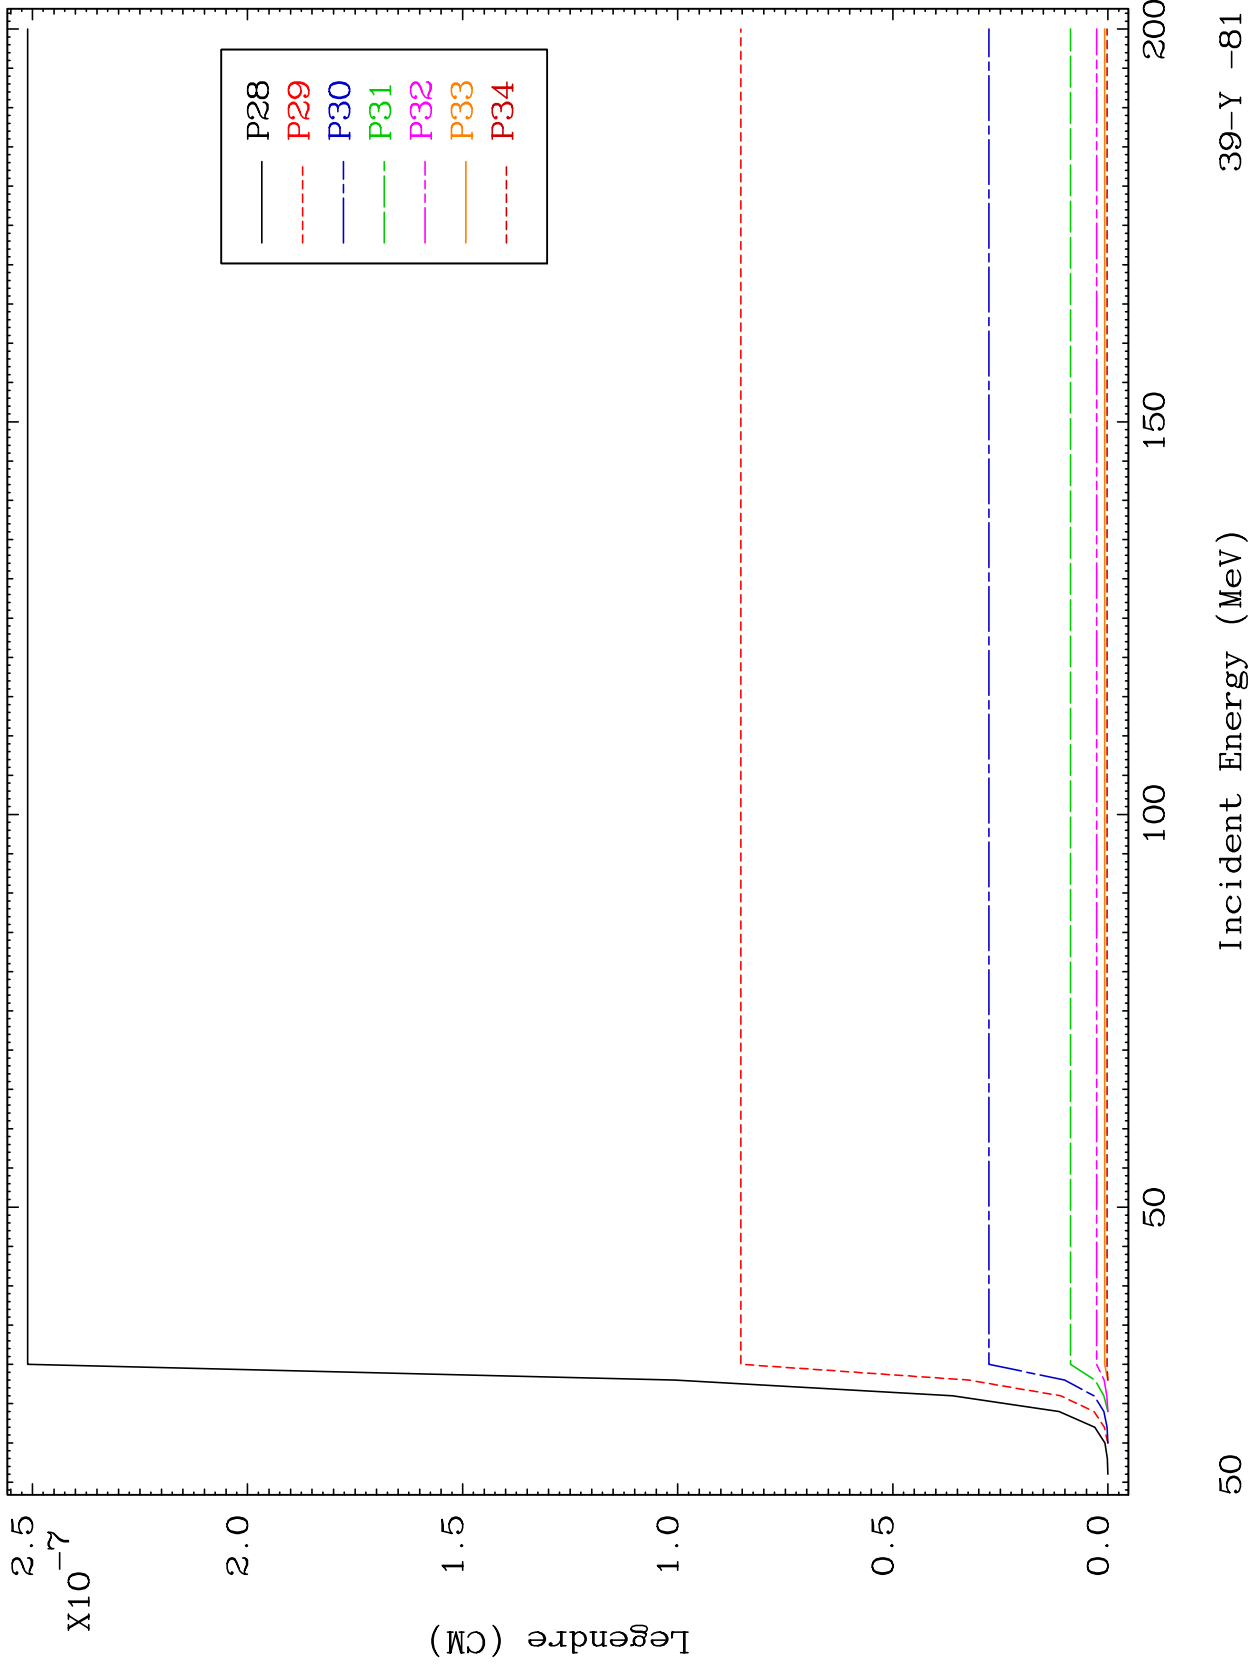 Legendre (CM)
X10⁻⁷
2.5
2.0
1.5
1.0
0.5
0.0
P28
P29
P30
P31
P32
P33
P34
50
100
150
200
Incident Energy (MeV)
50
39-Y -81